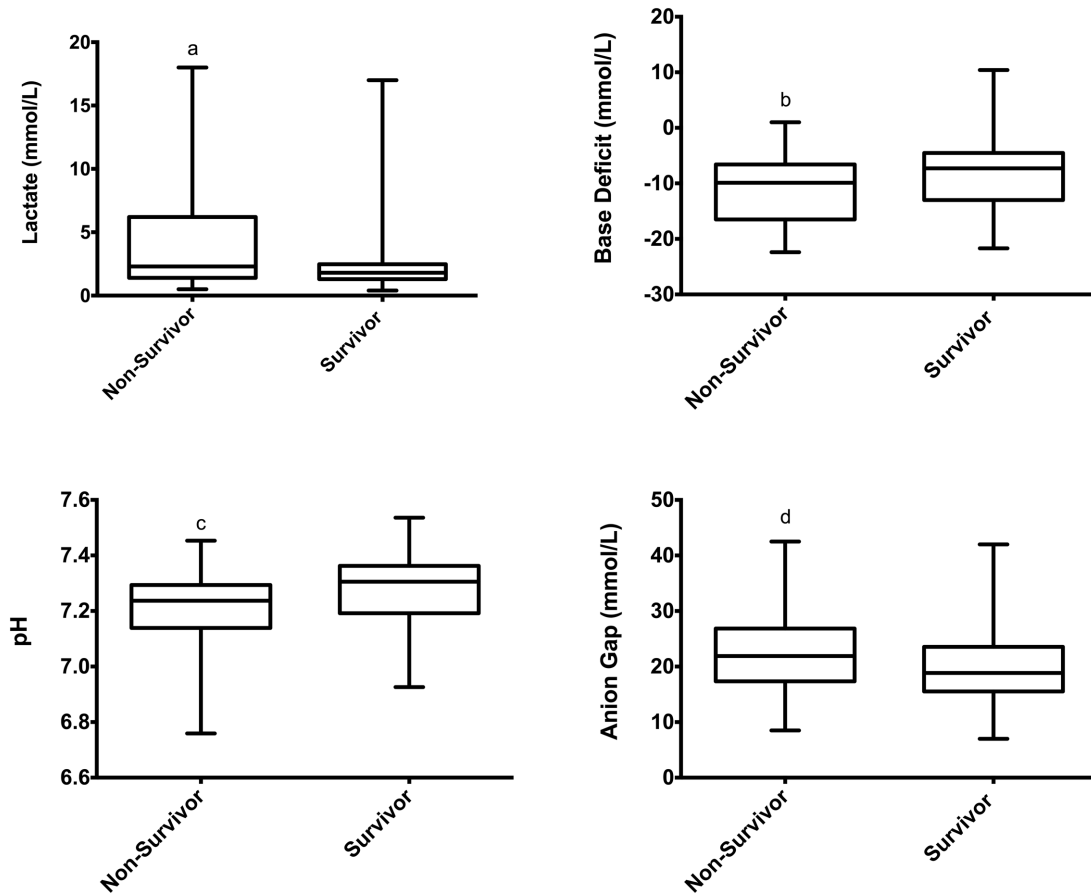 Lactate (mmol/L)
20
15
10
5
0
a
Non-Survivor
Survivor
Base Deficit (mmol/L)
20
10
0
-10
-20
-30
b
Non-Survivor
Survivor
pH
7.6
7.4
7.2
7.0
6.8
6.6
c
Non-Survivor
Survivor
Anion Gap (mmol/L)
50
40
30
20
10
0
d
Non-Survivor
Survivor